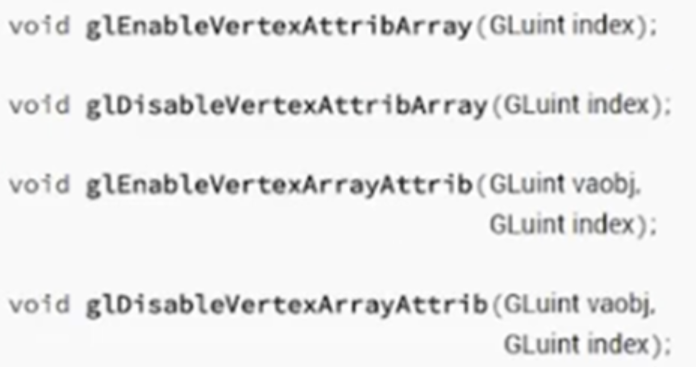 void glEnableVertexAttribArray(GLuint index);
void glDisableVertexAttribArray(GLuint index);
void glEnableVertexArrayAttrib(GLuint vaobj,
GLuint index);
void glDisableVertexArrayAttrib(GLuint vaobj,
GLuint index);